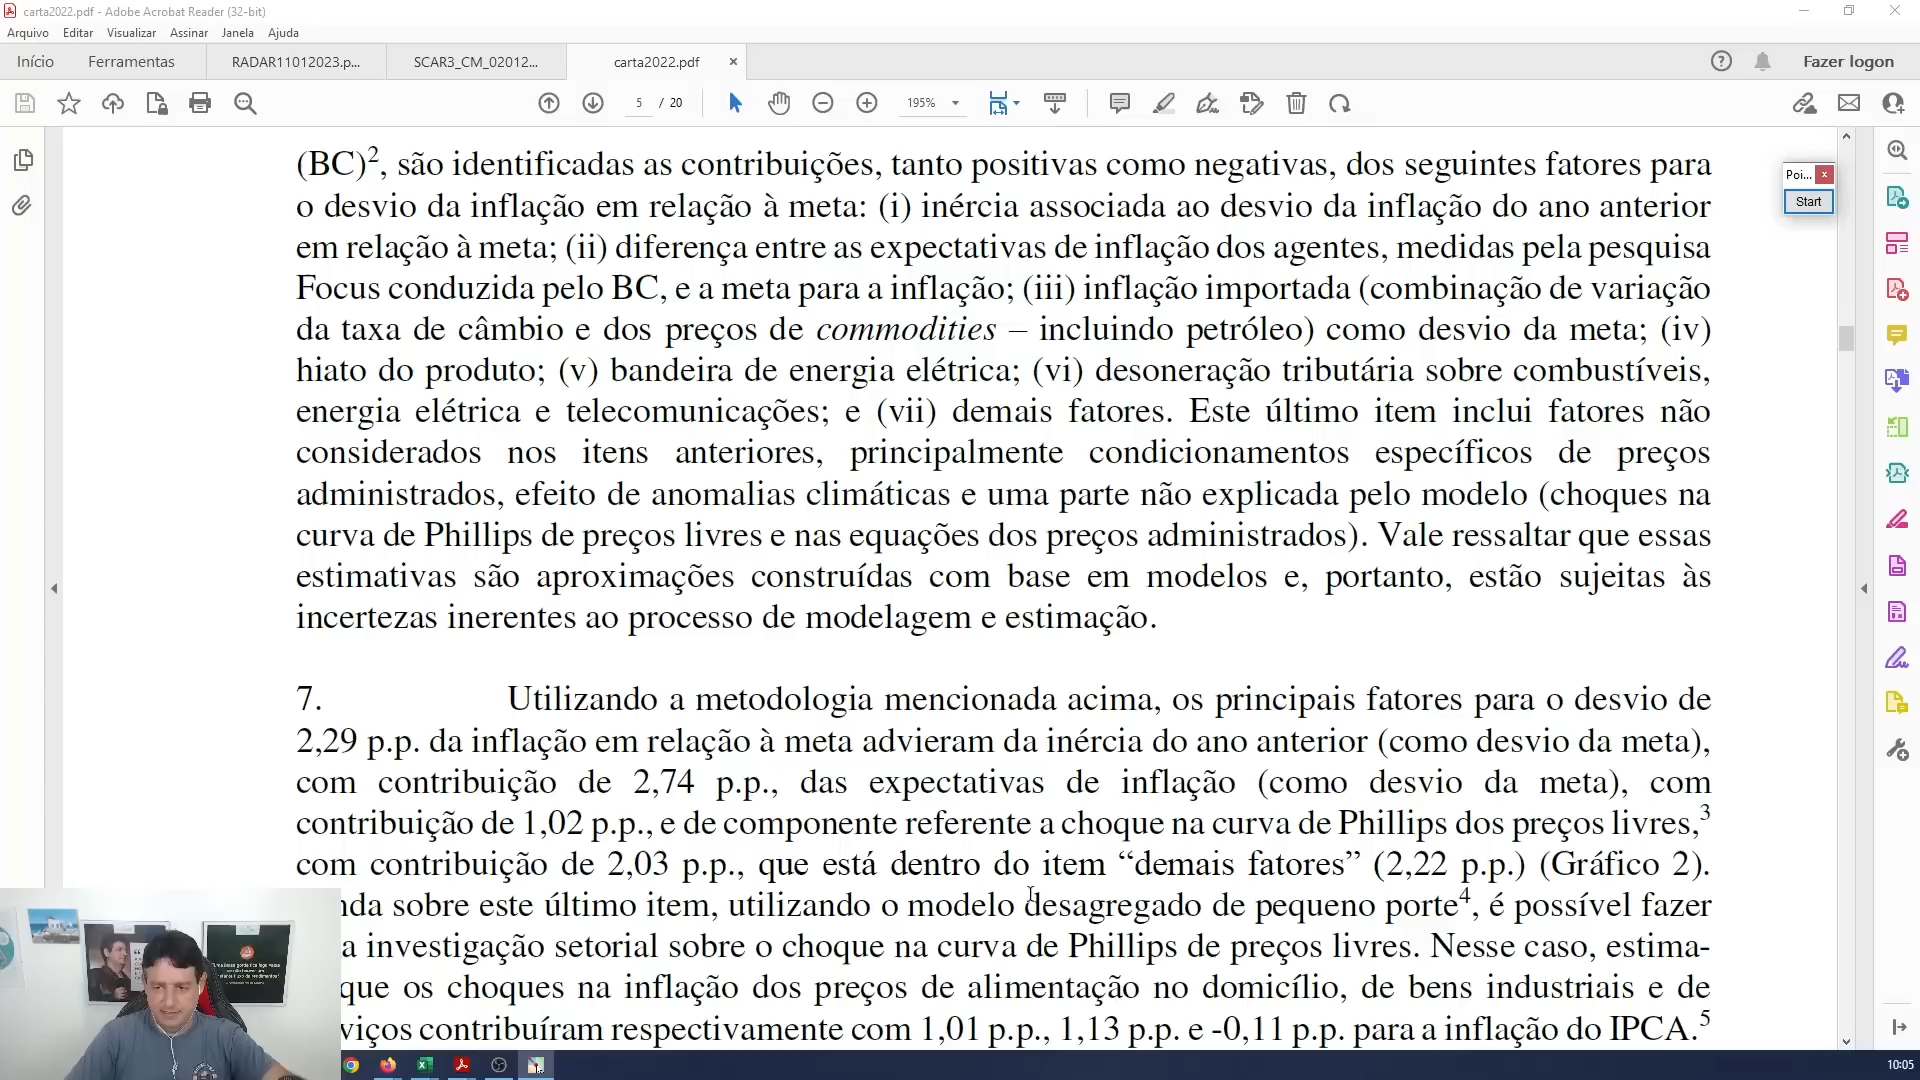 carta2022.pdf - Adobe Acrobat Reader (32-bit)
Arquivo Editar Visualizar Assinar Janela Ajuda
Início Ferramentas RADAR11012023.p... SCAR3_CM_02012... carta2022.pdf × ? Fazer logon
5 / 20 195%
Poi... x
Start
(BC)2, são identificadas as contribuições, tanto positivas como negativas, dos seguintes fatores para
o desvio da inflação em relação à meta: (i) inércia associada ao desvio da inflação do ano anterior
em relação à meta; (ii) diferença entre as expectativas de inflação dos agentes, medidas pela pesquisa
Focus conduzida pelo BC, e a meta para a inflação; (iii) inflação importada (combinação de variação
da taxa de câmbio e dos preços de commodities – incluindo petróleo) como desvio da meta; (iv)
hiato do produto; (v) bandeira de energia elétrica; (vi) desoneração tributária sobre combustíveis,
energia elétrica e telecomunicações; e (vii) demais fatores. Este último item inclui fatores não
considerados nos itens anteriores, principalmente condicionamentos específicos de preços
administrados, efeito de anomalias climáticas e uma parte não explicada pelo modelo (choques na
curva de Phillips de preços livres e nas equações dos preços administrados). Vale ressaltar que essas
estimativas são aproximações construídas com base em modelos e, portanto, estão sujeitas às
incertezas inerentes ao processo de modelagem e estimação.
7. Utilizando a metodologia mencionada acima, os principais fatores para o desvio de
2,29 p.p. da inflação em relação à meta advieram da inércia do ano anterior (como desvio da meta),
com contribuição de 2,74 p.p., das expectativas de inflação (como desvio da meta), com
contribuição de 1,02 p.p., e de componente referente a choque na curva de Phillips dos preços livres,3
com contribuição de 2,03 p.p., que está dentro do item “demais fatores” (2,22 p.p.) (Gráfico 2).
nda sobre este último item, utilizando o modelo desagregado de pequeno porte4, é possível fazer
a investigação setorial sobre o choque na curva de Phillips de preços livres. Nesse caso, estima-
que os choques na inflação dos preços de alimentação no domicílio, de bens industriais e de
viços contribuíram respectivamente com 1,01 p.p., 1,13 p.p. e -0,11 p.p. para a inflação do IPCA.5
10:05